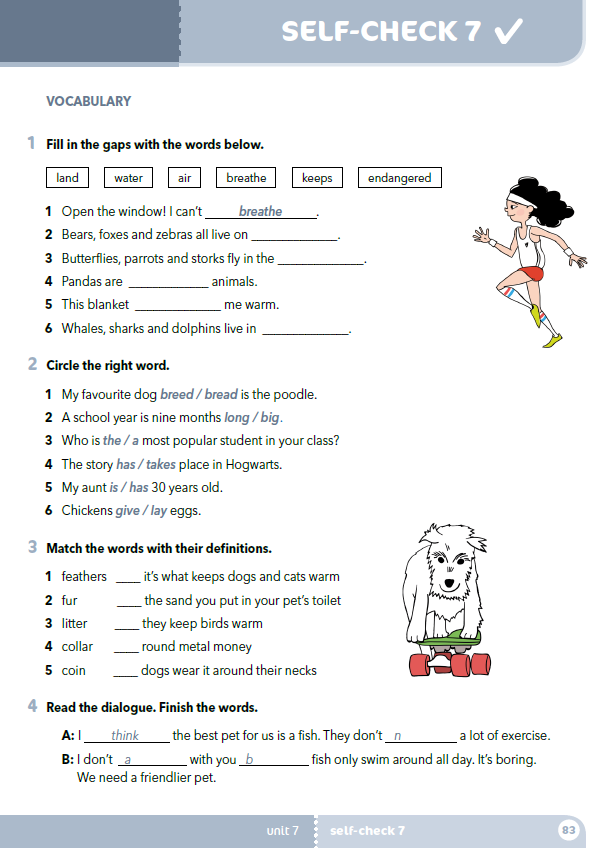 SELF-CHECK 7
VOCABULARY
1 Fill in the gaps with the words below.
land water air breathe keeps endangered
1 Open the window! I can't breathe.
2 Bears, foxes and zebras all live on ____________.
3 Butterflies, parrots and storks fly in the ____________.
4 Pandas are ____________ animals.
5 This blanket ____________ me warm.
6 Whales, sharks and dolphins live in ____________.
2 Circle the right word.
1 My favourite dog breed / bread is the poodle.
2 A school year is nine months long / big.
3 Who is the / a most popular student in your class?
4 The story has / takes place in Hogwarts.
5 My aunt is / has 30 years old.
6 Chickens give / lay eggs.
3 Match the words with their definitions.
1 feathers ____ it's what keeps dogs and cats warm
2 fur ____ the sand you put in your pet's toilet
3 litter ____ they keep birds warm
4 collar ____ round metal money
5 coin ____ dogs wear it around their necks
4 Read the dialogue. Finish the words.
A: I think the best pet for us is a fish. They don't n________ a lot of exercise.
B: I don't a________ with you b________ fish only swim around all day. It's boring.
We need a friendlier pet.
unit 7 self-check 7 83